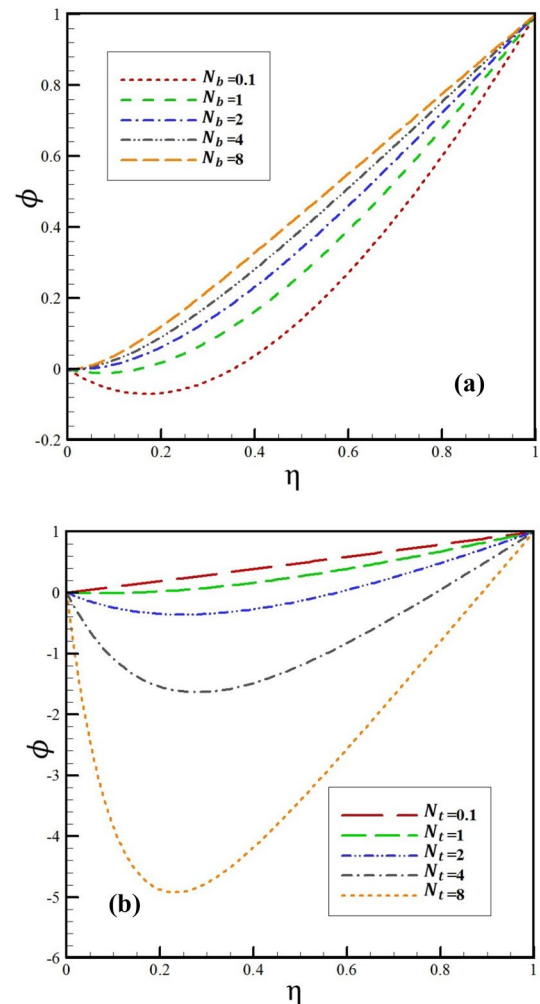 1
0.8
0.6
0.4
0.2
0
-0.2
ϕ
N_b=0.1
N_b=1
N_b=2
N_b=4
N_b=8
(a)
0 0.2 0.4 0.6 0.8 1
η
1
0
-1
-2
-3
-4
-5
-6
ϕ
N_t=0.1
N_t=1
N_t=2
N_t=4
N_t=8
(b)
0 0.2 0.4 0.6 0.8 1
η